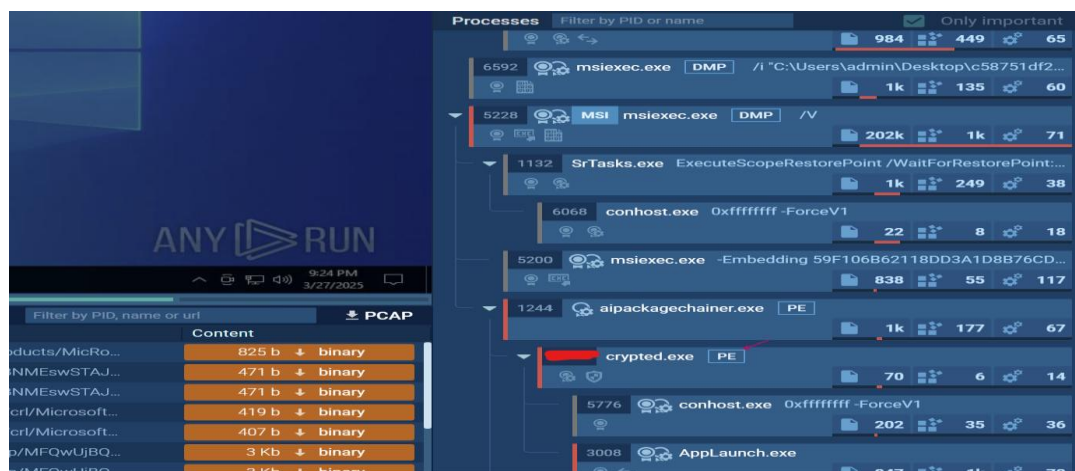 Processes Filter by PID or name Only important
984 449 65
6592 msiexec.exe DMP /i "C:\Users\admin\Desktop\c58751df2...
1k 135 60
5228 MSI msiexec.exe DMP /V
202k 1k 71
1132 SrTasks.exe ExecuteScopeRestorePoint /WaitForRestorePoint:...
1k 249 38
6068 conhost.exe 0xffffffff -ForceV1
22 8 18
5200 msiexec.exe -Embedding 59F106B62118DD3A1D8B76CD...
838 55 117
1244 aipackagechainer.exe PE
1k 177 67
crypted.exe PE
70 6 14
5776 conhost.exe 0xffffffff -ForceV1
202 35 36
3008 AppLaunch.exe
ANY RUN
9:24 PM
3/27/2025
Filter by PID, name or url PCAP
Content
oducts/MicRo... 825 b binary
3NMEswSTAJ... 471 b binary
3NMEswSTAJ... 471 b binary
crl/Microsoft... 419 b binary
crl/Microsoft... 407 b binary
p/MFQwUjBQ... 3 Kb binary